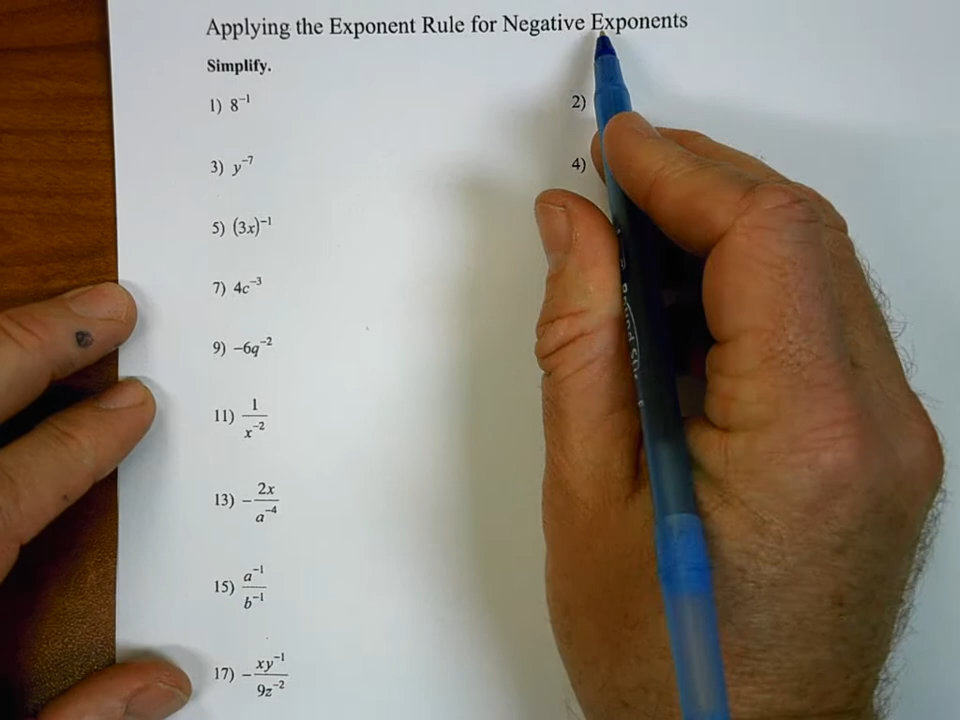 Applying the Exponent Rule for Negative Exponents
Simplify.
1) 8⁻¹
2)
3) y⁻⁷
4)
5) (3x)⁻¹
7) 4c⁻³
9) −6q⁻²
11) 1/x⁻²
13) −2x/a⁻⁴
15) a⁻¹/b⁻¹
17) −xy⁻¹/9z⁻²